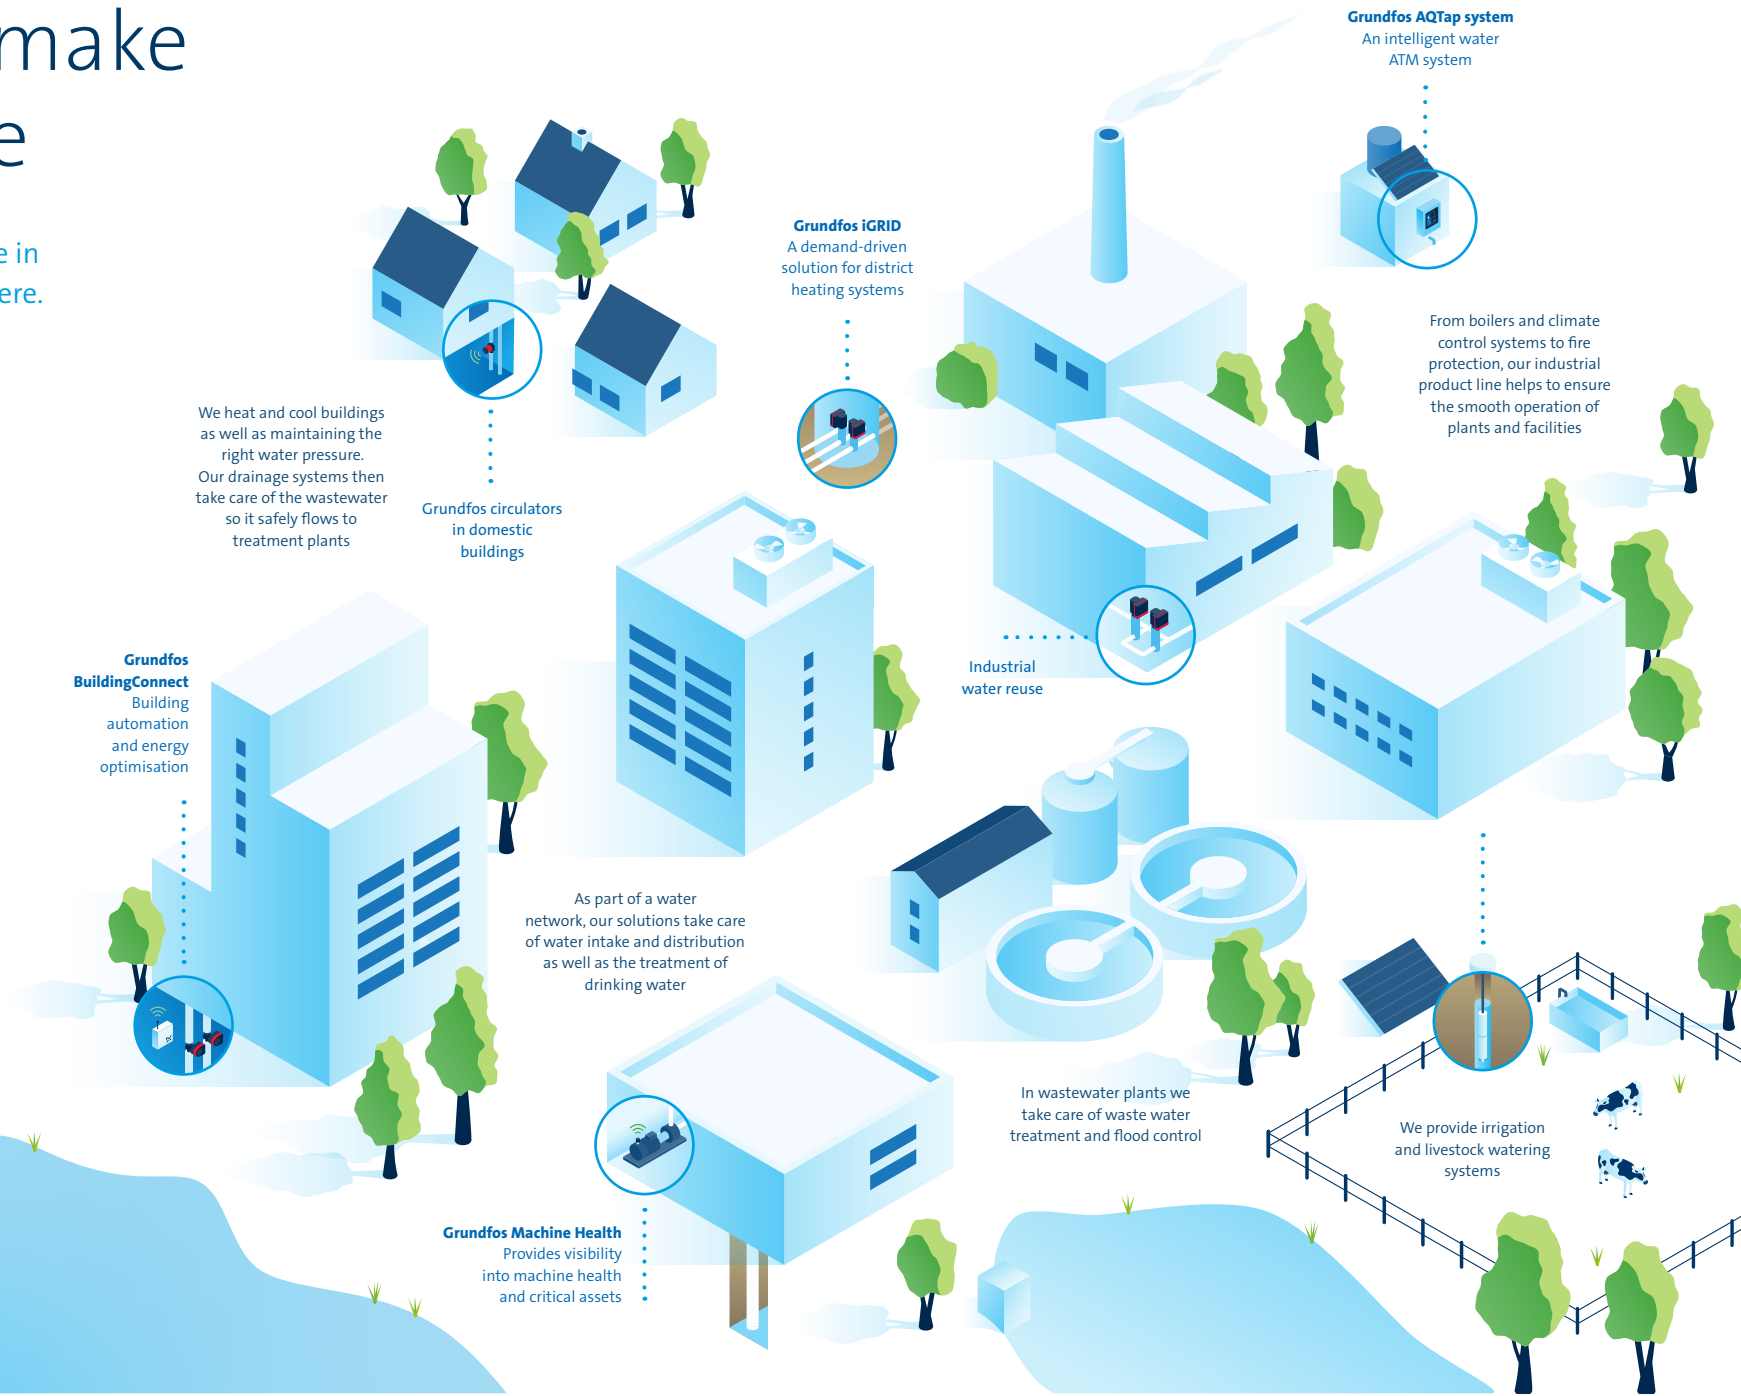 make
e
e in
ere.
Grundfos AQTap system
An intelligent water
ATM system
Grundfos iGRID
A demand-driven
solution for district
heating systems
From boilers and climate
control systems to fire
protection, our industrial
product line helps to ensure
the smooth operation of
plants and facilities
We heat and cool buildings
as well as maintaining the
right water pressure.
Our drainage systems then
take care of the wastewater
so it safely flows to
treatment plants
Grundfos circulators
in domestic
buildings
Grundfos
BuildingConnect
Building
automation
and energy
optimisation
Industrial
water reuse
As part of a water
network, our solutions take care
of water intake and distribution
as well as the treatment of
drinking water
In wastewater plants we
take care of waste water
treatment and flood control
We provide irrigation
and livestock watering
systems
Grundfos Machine Health
Provides visibility
into machine health
and critical assets